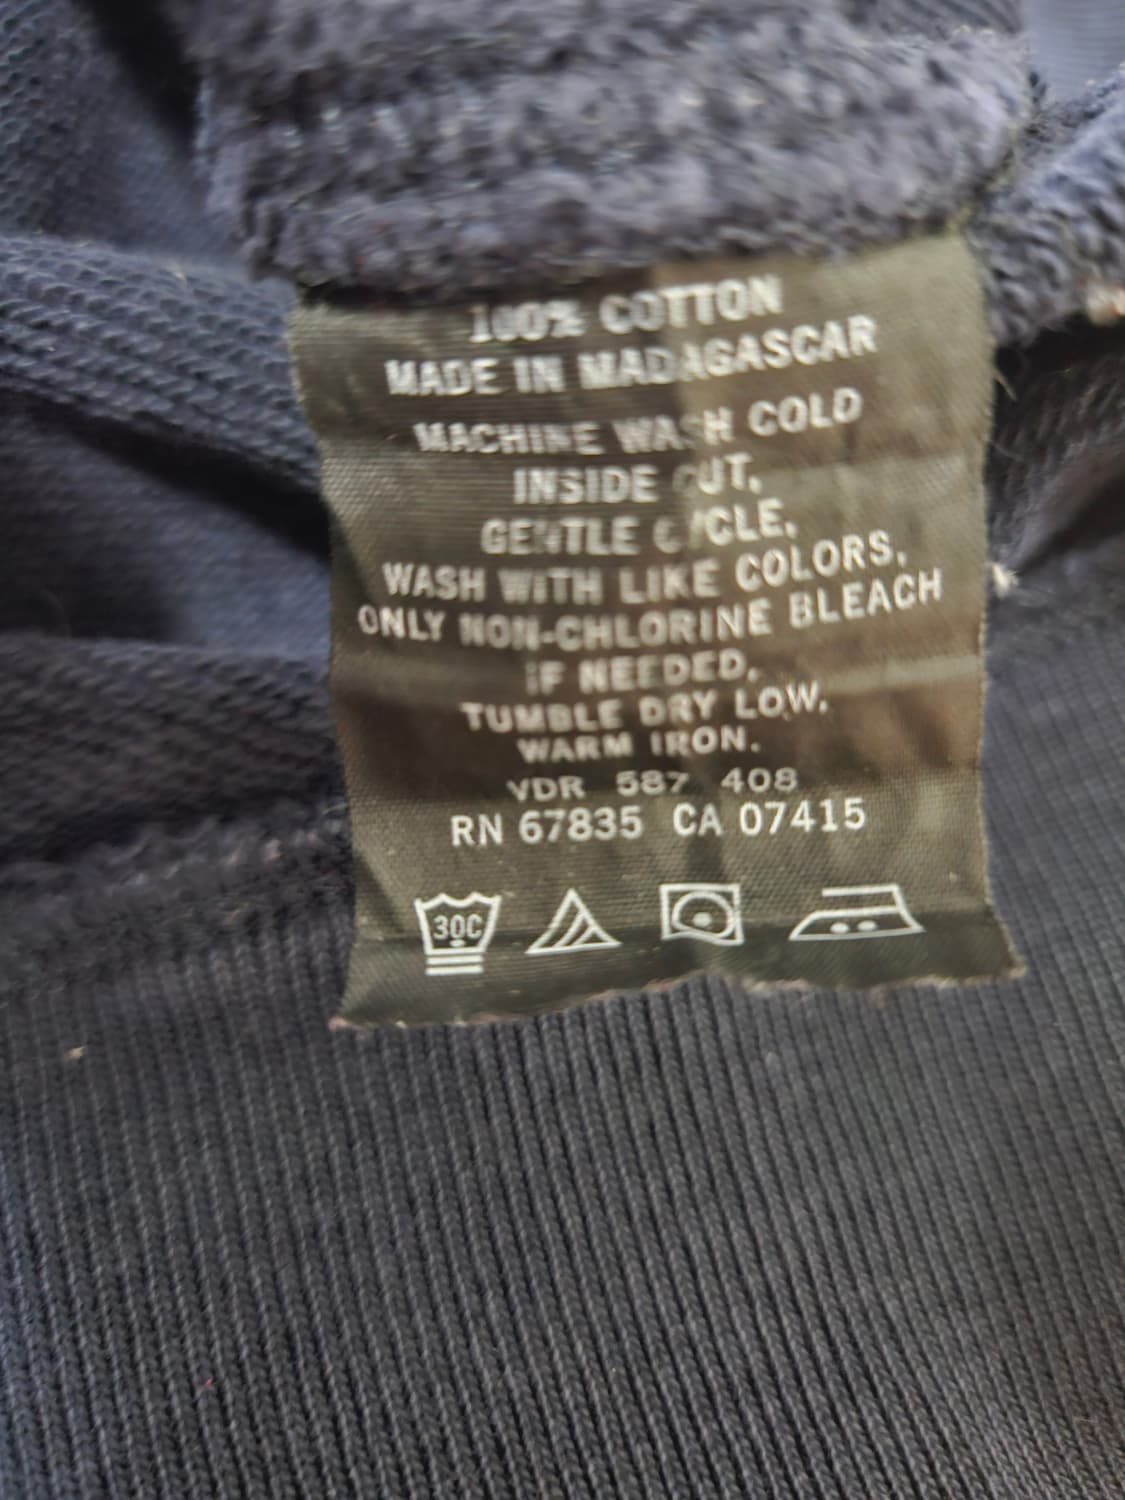 100% COTTON
MADE IN MADAGASCAR
MACHINE WASH COLD
INSIDE OUT,
GENTLE CYCLE,
WASH WITH LIKE COLORS,
ONLY NON-CHLORINE BLEACH
IF NEEDED,
TUMBLE DRY LOW,
WARM IRON.
VDR 587 408
RN 67835 CA 07415
30C